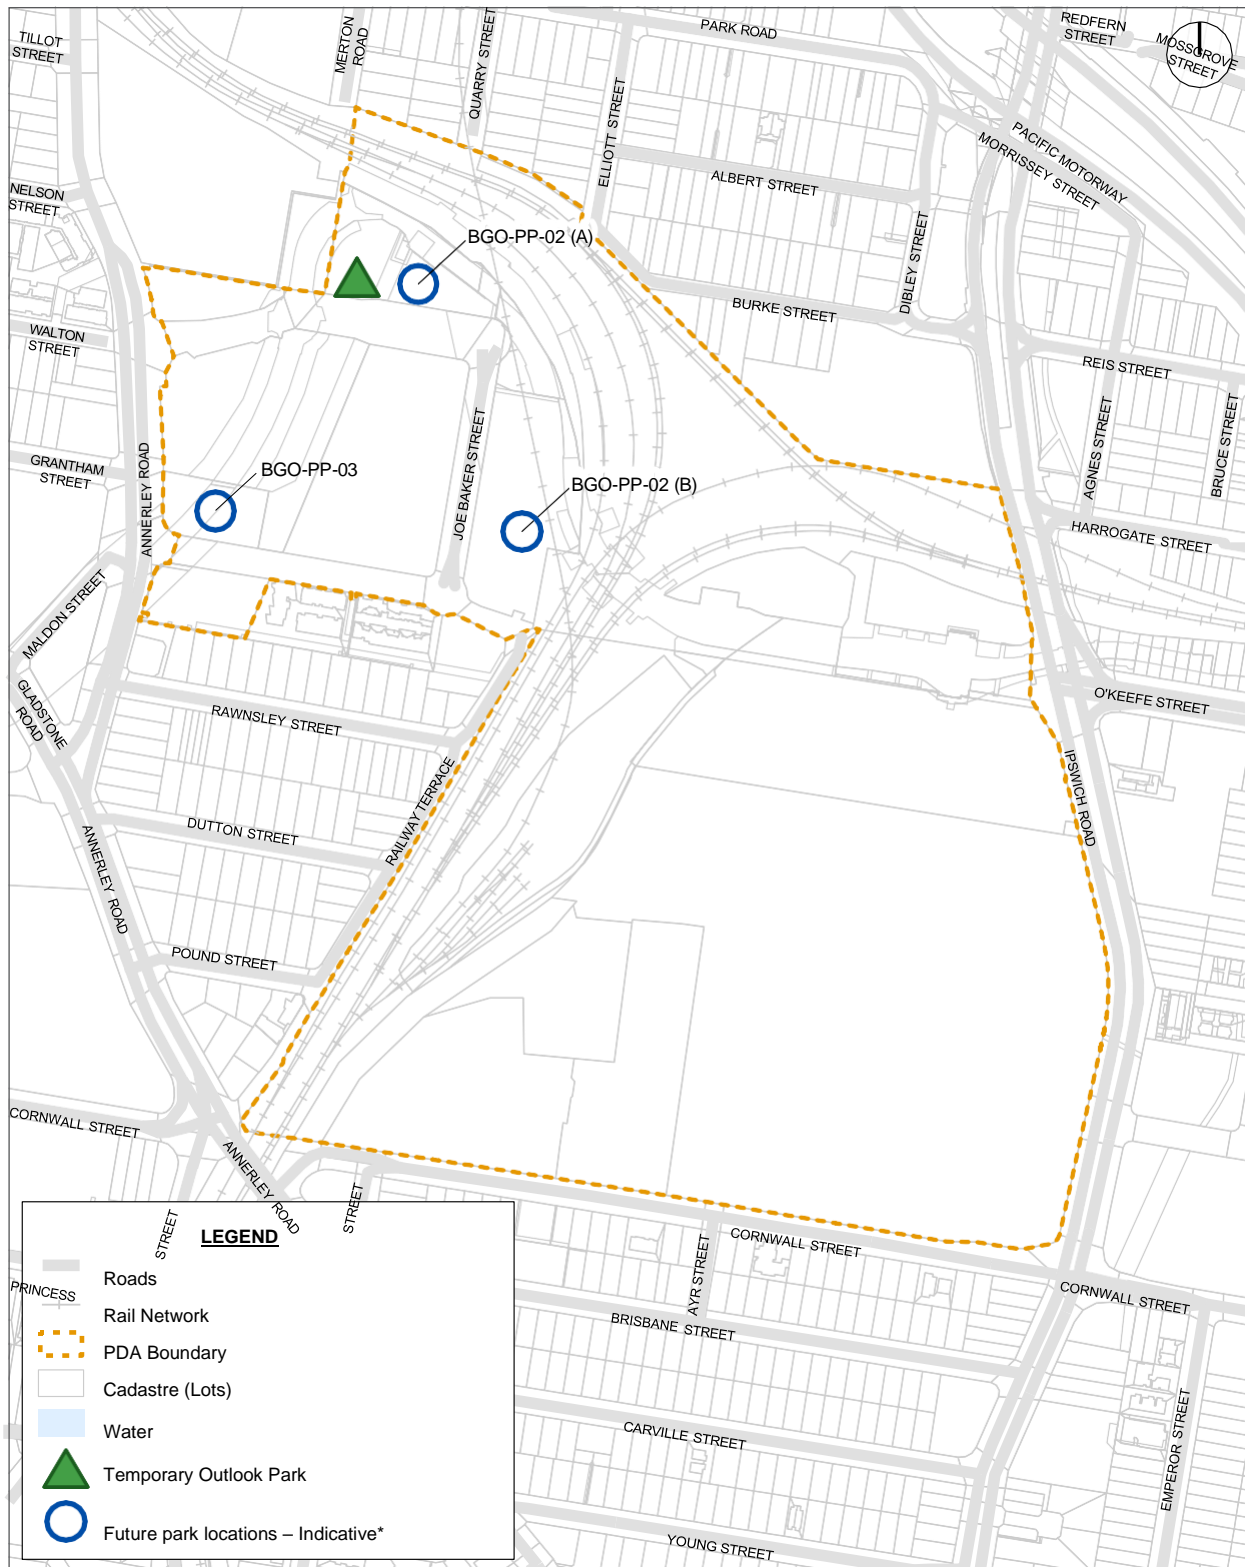 TILLOT
STREET
MERTON
ROAD
QUARRY STREET
PARK ROAD
REDFERN
STREET
MOSSGROVE
STREET
ELLIOTT STREET
PACIFIC MOTORWAY
MORRISSEY STREET
ALBERT STREET
NELSON
STREET
DIBLEY STREET
BGO-PP-02 (A)
BURKE STREET
WALTON
STREET
REIS STREET
AGNES STREET
BRUCE STREET
JOE BAKER STREET
GRANTHAM
STREET
ANNERLEY ROAD
BGO-PP-03
BGO-PP-02 (B)
HARROGATE STREET
MALDON STREET
GLADSTONE
ROAD
RAWNSLEY STREET
O'KEEFE STREET
IPSWICH ROAD
RAILWAY TERRACE
DUTTON STREET
ANNERLEY ROAD
POUND STREET
CORNWALL STREET
ANNERLEY ROAD
STREET
STREET
PRINCESS
CORNWALL STREET
AYR STREET
CORNWALL STREET
BRISBANE STREET
CARVILLE STREET
EMPEROR STREET
YOUNG STREET
LEGEND
Roads
Rail Network
PDA Boundary
Cadastre (Lots)
Water
Temporary Outlook Park
Future park locations – Indicative*